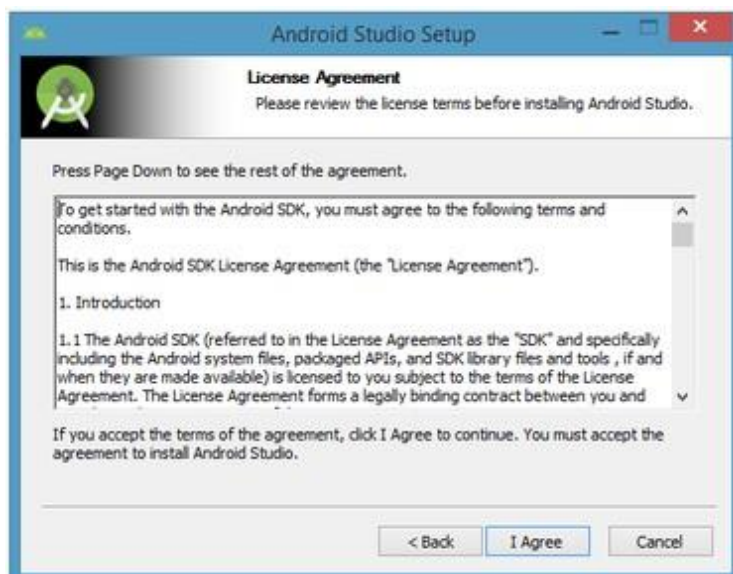 Android Studio Setup
License Agreement
Please review the license terms before installing Android Studio.
Press Page Down to see the rest of the agreement.
To get started with the Android SDK, you must agree to the following terms and
conditions.
This is the Android SDK License Agreement (the "License Agreement").
1. Introduction
1.1 The Android SDK (referred to in the License Agreement as the "SDK" and specifically
including the Android system files, packaged APIs, and SDK library files and tools , if and
when they are made available) is licensed to you subject to the terms of the License
Agreement. The License Agreement forms a legally binding contract between you and
If you accept the terms of the agreement, click I Agree to continue. You must accept the
agreement to install Android Studio.
< Back
I Agree
Cancel